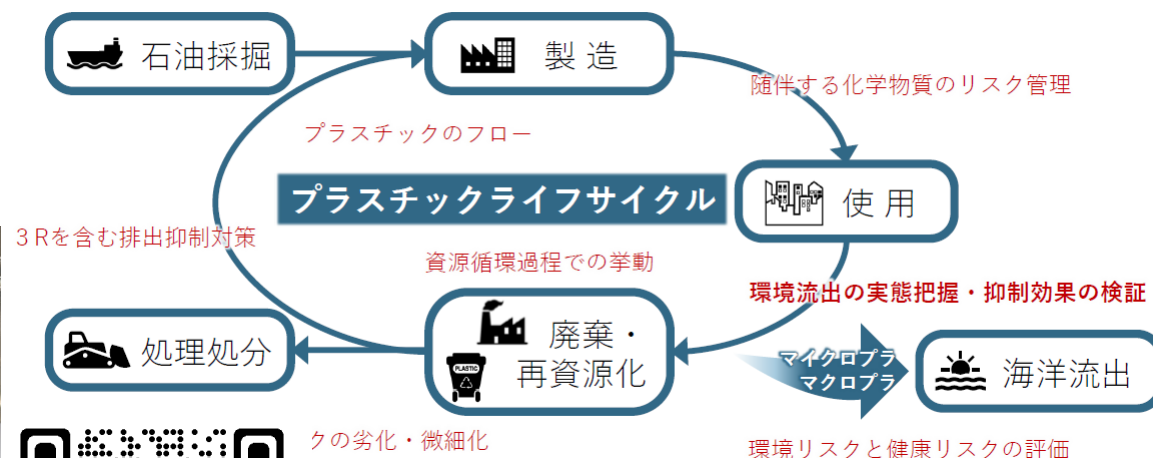 石油採掘
製造
随伴する化学物質のリスク管理
プラスチックのフロー
プラスチックライフサイクル
使用
3Rを含む排出抑制対策
資源循環過程での挙動
環境流出の実態把握・抑制効果の検証
処理処分
PLASTIC
廃棄・
再資源化
マイクロプラ
マクロプラ
海洋流出
クの劣化・微細化
環境リスクと健康リスクの評価